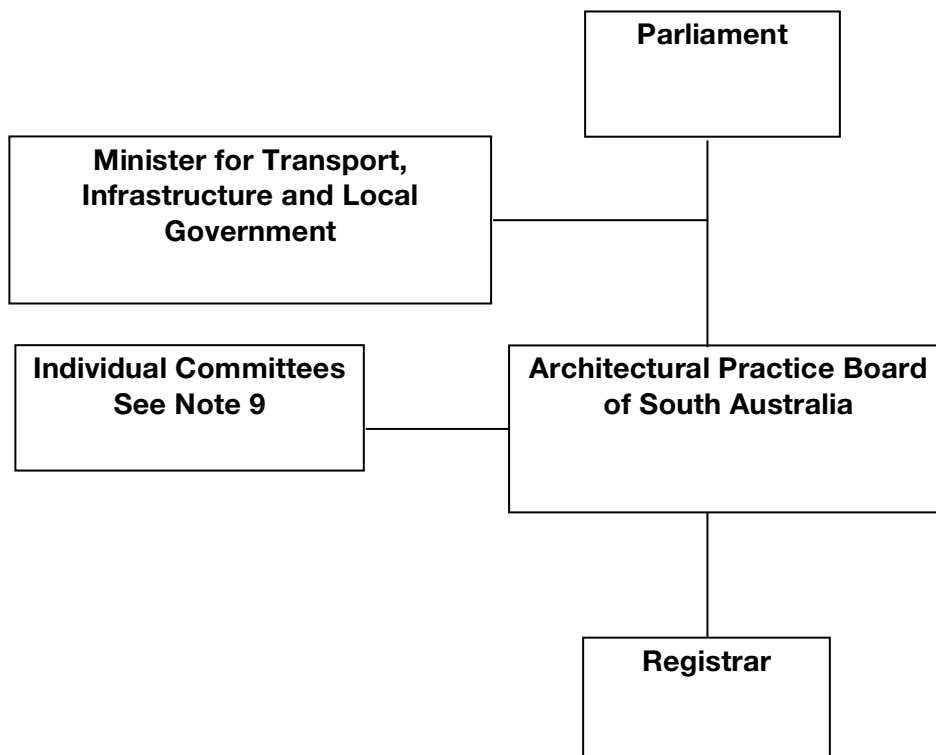 Parliament
Minister for Transport,
Infrastructure and Local
Government
Individual Committees
See Note 9
Architectural Practice Board
of South Australia
Registrar